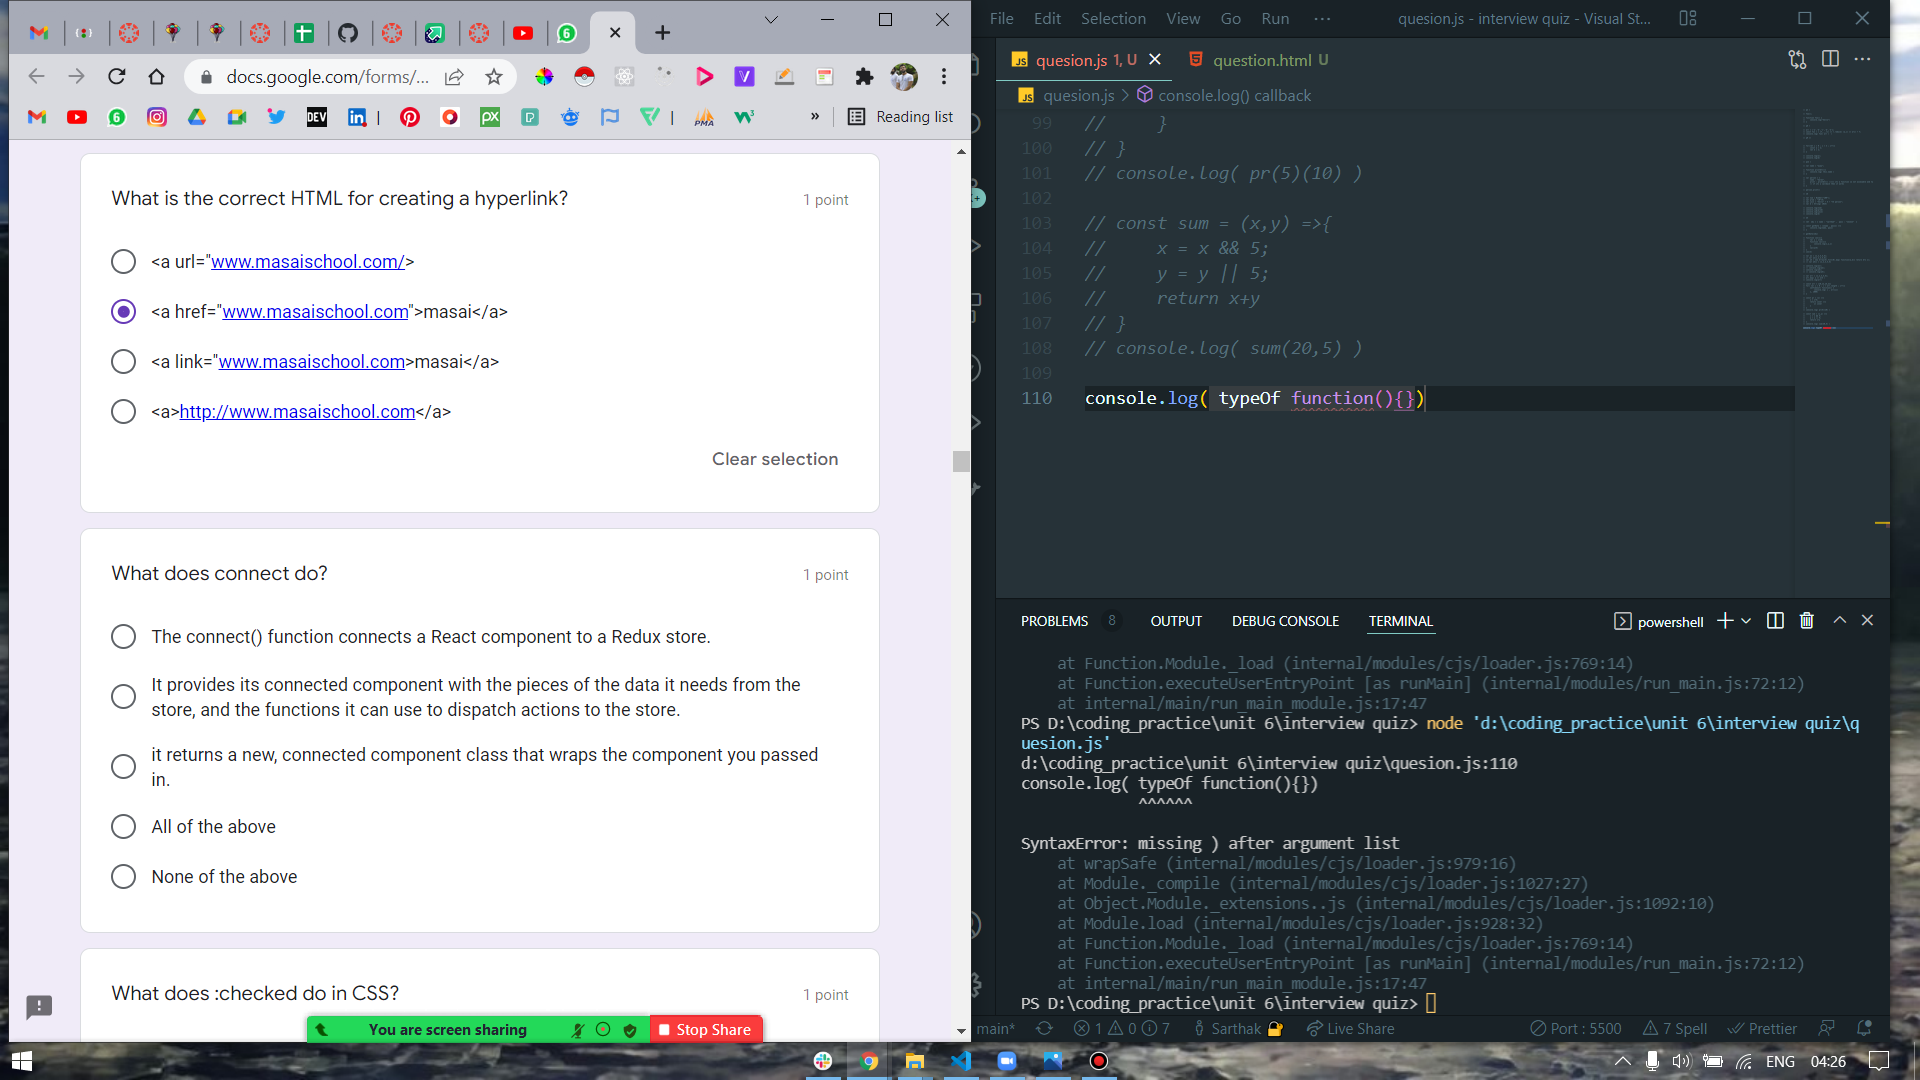 docs.google.com/forms/...
Reading list
What is the correct HTML for creating a hyperlink?
1 point
<a url="www.masaischool.com/>
<a href="www.masaischool.com">masai</a>
<a link="www.masaischool.com>masai</a>
<a>http://www.masaischool.com</a>
Clear selection
What does connect do?
1 point
The connect() function connects a React component to a Redux store.
It provides its connected component with the pieces of the data it needs from the
store, and the functions it can use to dispatch actions to the store.
it returns a new, connected component class that wraps the component you passed
in.
All of the above
None of the above
What does :checked do in CSS?
1 point
You are screen sharing
Stop Share
File Edit Selection View Go Run ···
quesion.js - interview quiz - Visual St...
JS quesion.js 1, U
question.html U
JS quesion.js > console.log() callback
99 //     }
100 // }
101 // console.log( pr(5)(10) )
102
103 // const sum = (x,y) =>{
104 //     x = x && 5;
105 //     y = y || 5;
106 //     return x+y
107 // }
108 // console.log( sum(20,5) )
109
110 console.log( typeOf function(){})
PROBLEMS 8 OUTPUT DEBUG CONSOLE TERMINAL
powershell
at Function.Module._load (internal/modules/cjs/loader.js:769:14)
at Function.executeUserEntryPoint [as runMain] (internal/modules/run_main.js:72:12)
at internal/main/run_main_module.js:17:47
PS D:\coding_practice\unit 6\interview quiz> node 'd:\coding_practice\unit 6\interview quiz\q
uesion.js'
d:\coding_practice\unit 6\interview quiz\quesion.js:110
console.log( typeOf function(){})
^^^^^^
SyntaxError: missing ) after argument list
at wrapSafe (internal/modules/cjs/loader.js:979:16)
at Module._compile (internal/modules/cjs/loader.js:1027:27)
at Object.Module._extensions..js (internal/modules/cjs/loader.js:1092:10)
at Module.load (internal/modules/cjs/loader.js:928:32)
at Function.Module._load (internal/modules/cjs/loader.js:769:14)
at Function.executeUserEntryPoint [as runMain] (internal/modules/run_main.js:72:12)
at internal/main/run_main_module.js:17:47
PS D:\coding_practice\unit 6\interview quiz>
main* 1 0 7 Sarthak Live Share Port : 5500 7 Spell Prettier
ENG 04:26